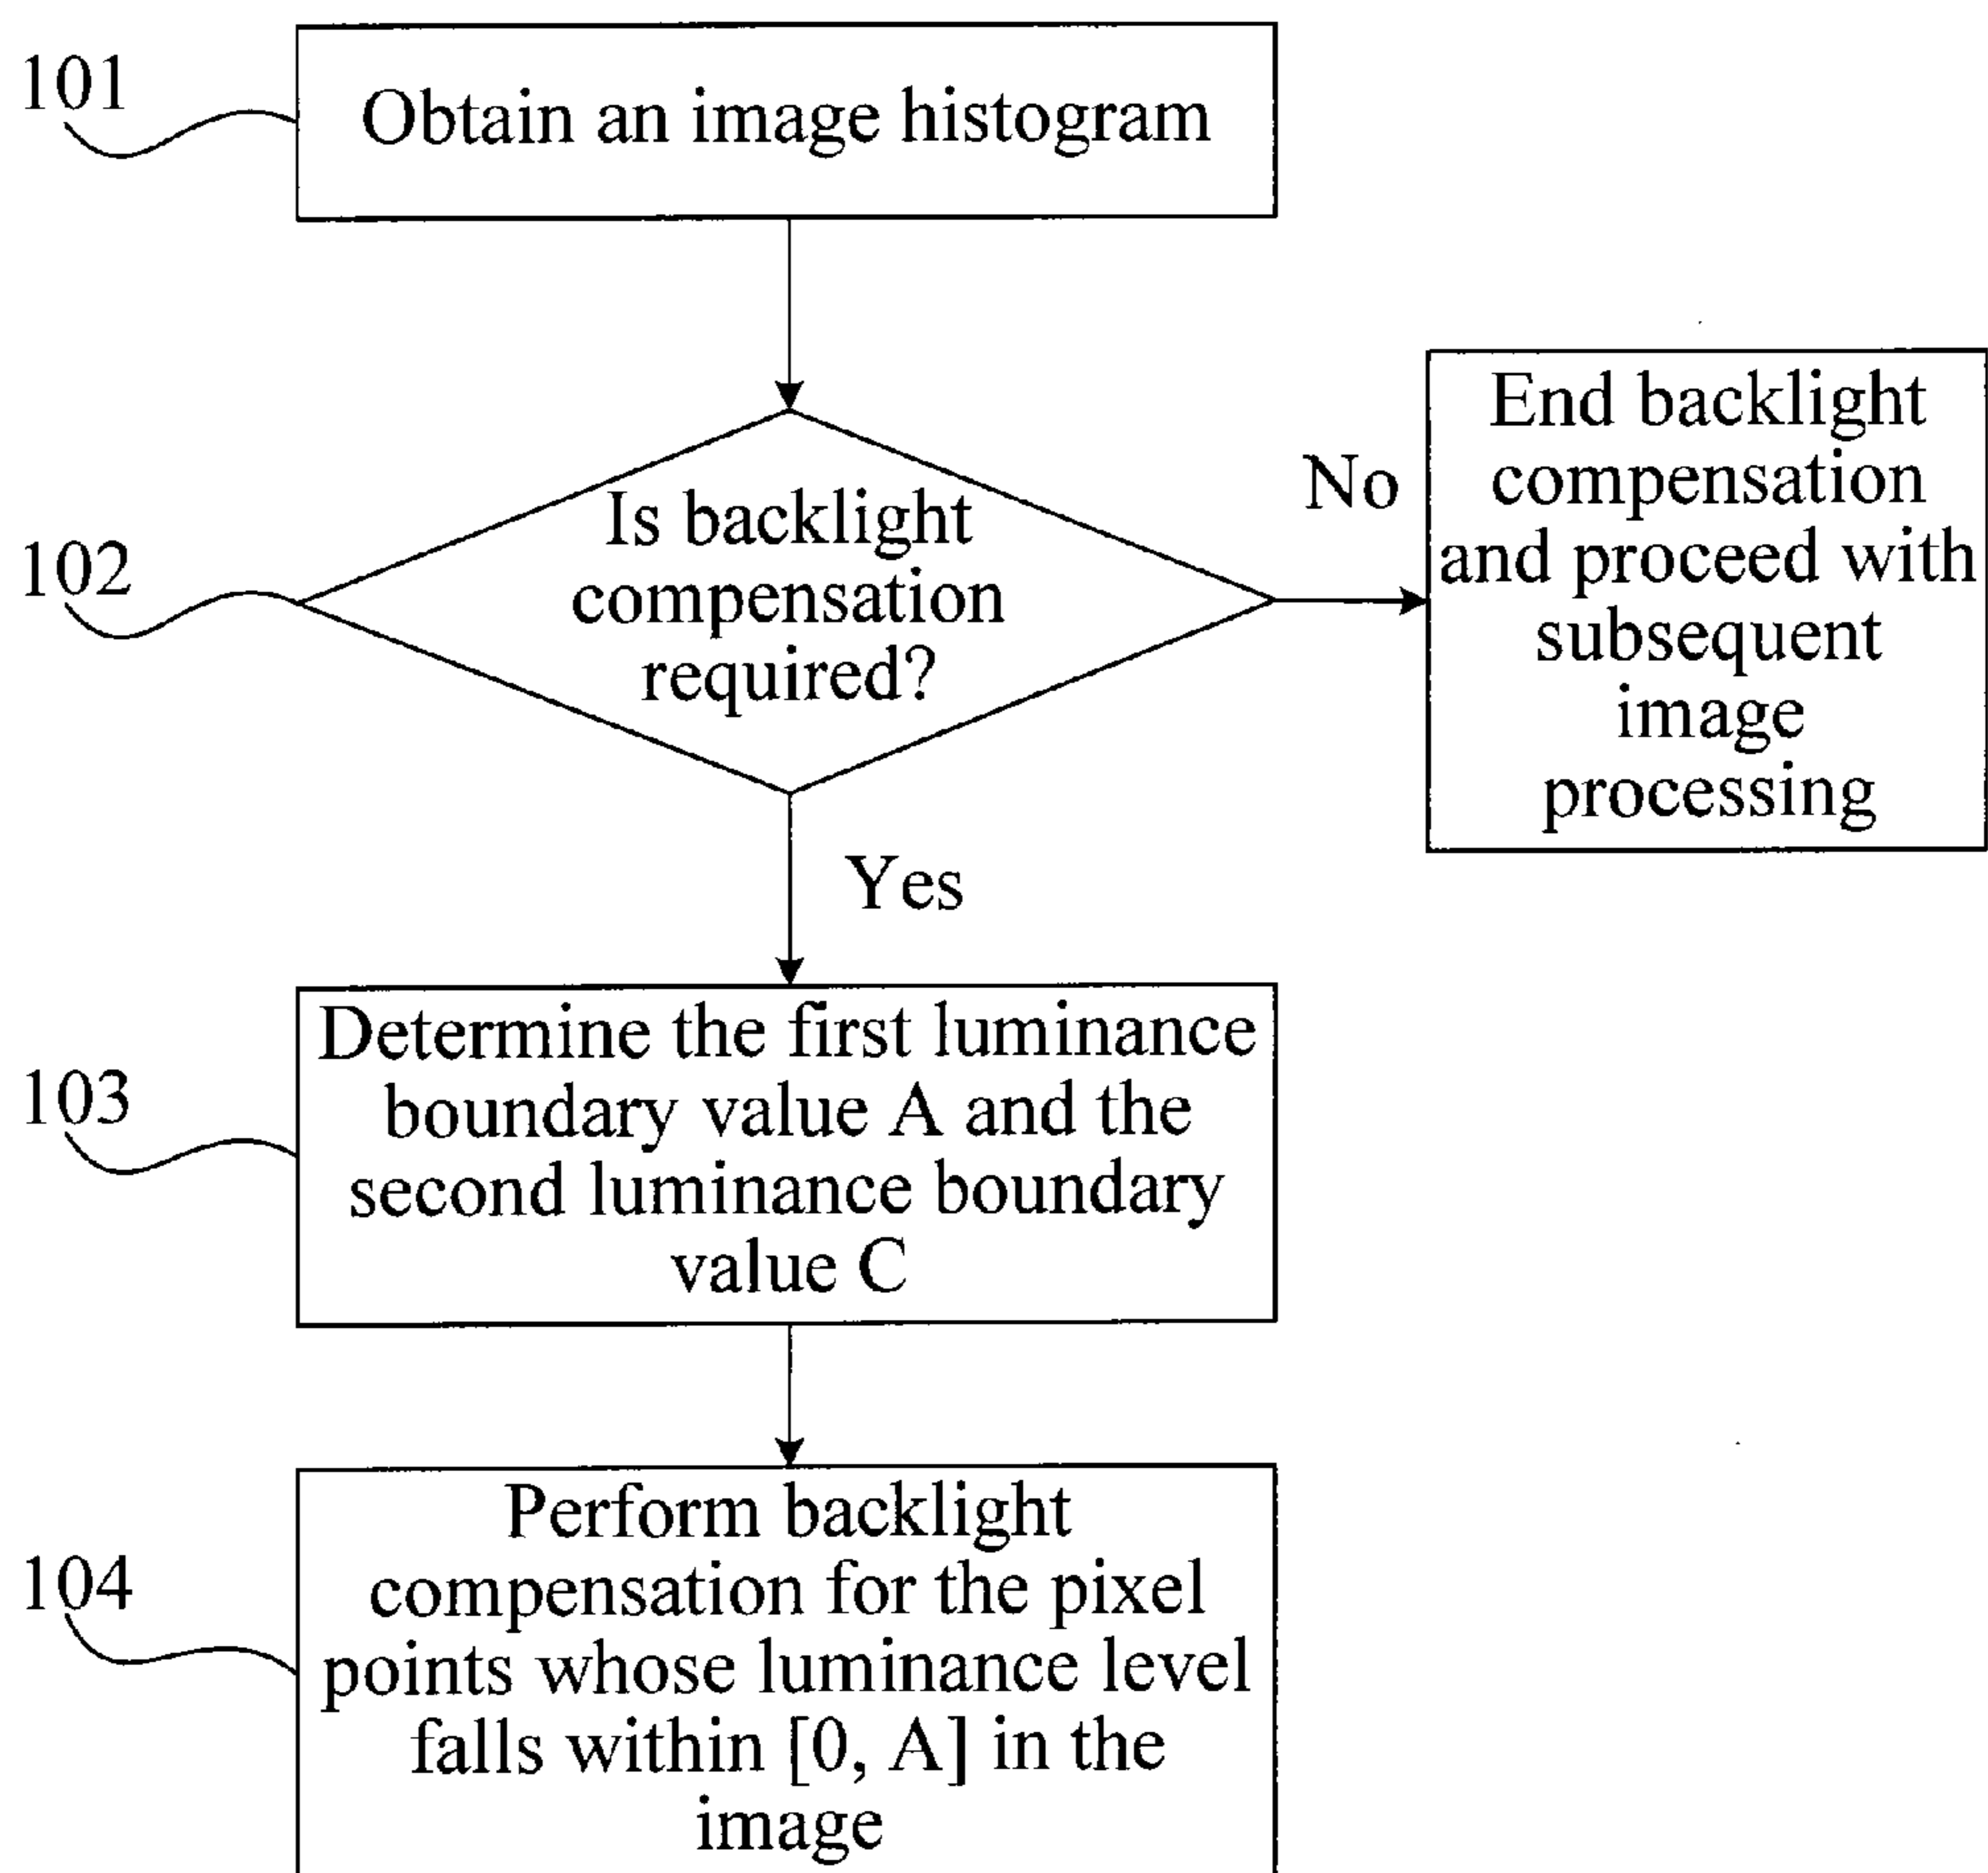 101
Obtain an image histogram
102
Is backlight
compensation
required?
No
End backlight
compensation
and proceed with
subsequent
image
processing
Yes
103
Determine the first luminance
boundary value A and the
second luminance boundary
value C
104
Perform backlight
compensation for the pixel
points whose luminance level
falls within [0, A] in the
image